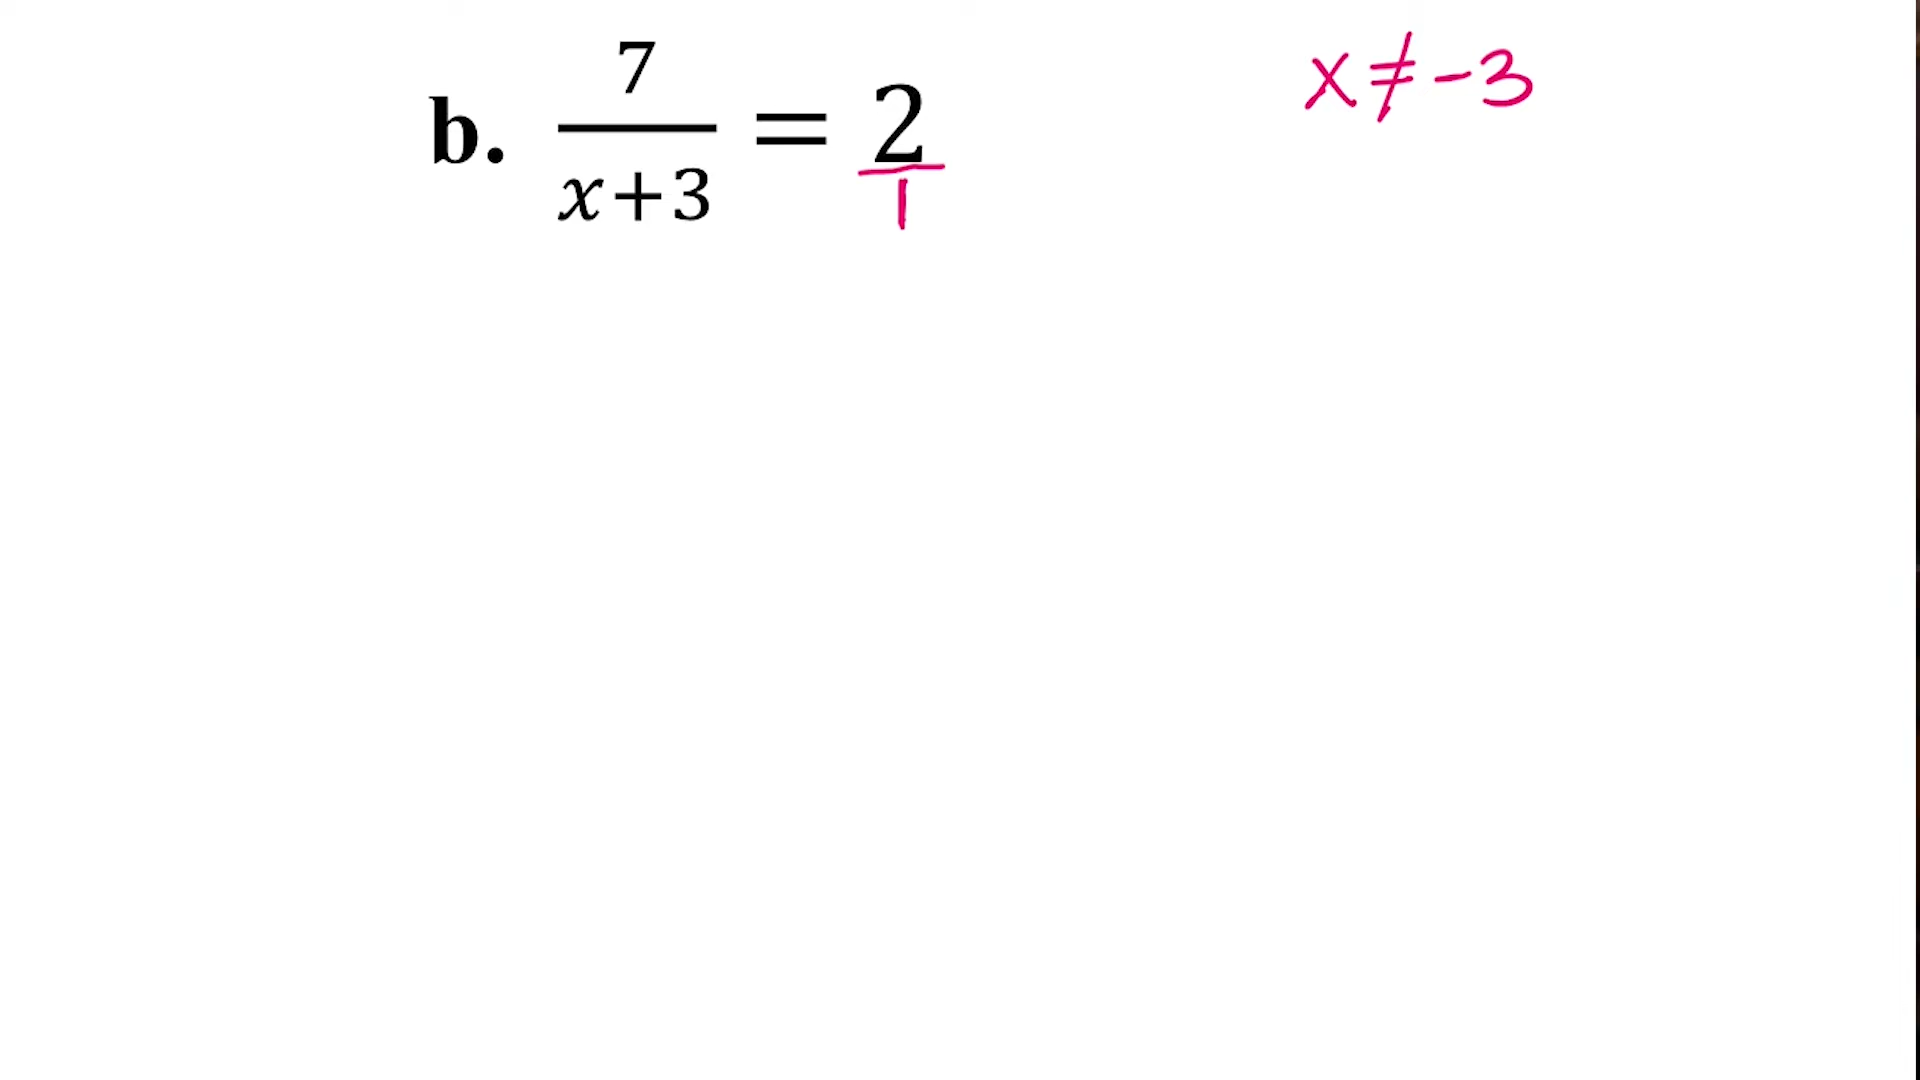 b. 7/(x+3) = 2/1
x ≠ -3